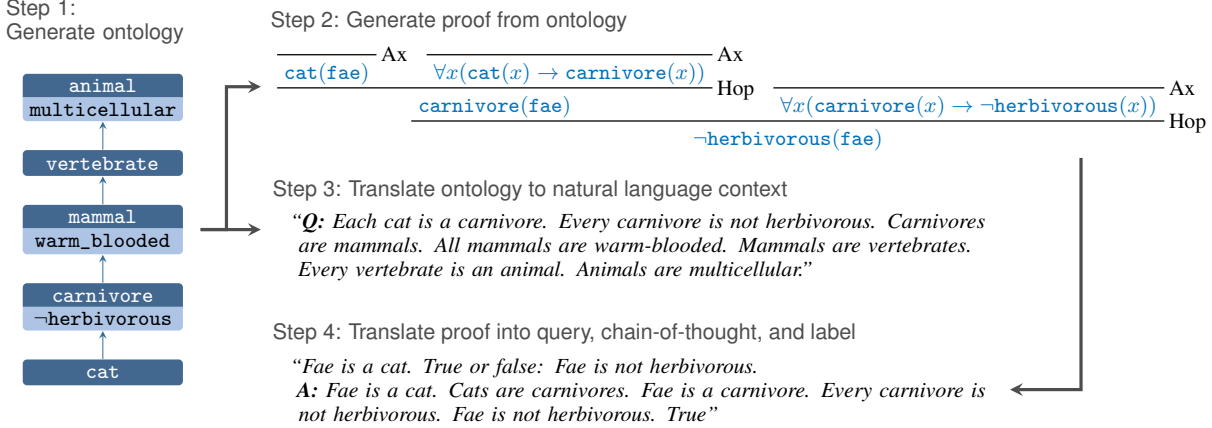 Step 1:
Generate ontology
animal
multicellular
vertebrate
mammal
warm_blooded
carnivore
¬herbivorous
cat
Step 2: Generate proof from ontology
Ax
cat(fae)
Ax
∀x(cat(x) → carnivore(x))
Hop
carnivore(fae)
Ax
∀x(carnivore(x) → ¬herbivorous(x))
Hop
¬herbivorous(fae)
Step 3: Translate ontology to natural language context
“Q: Each cat is a carnivore. Every carnivore is not herbivorous. Carnivores
are mammals. All mammals are warm-blooded. Mammals are vertebrates.
Every vertebrate is an animal. Animals are multicellular.”
Step 4: Translate proof into query, chain-of-thought, and label
“Fae is a cat. True or false: Fae is not herbivorous.
A: Fae is a cat. Cats are carnivores. Fae is a carnivore. Every carnivore is
not herbivorous. Fae is not herbivorous. True”